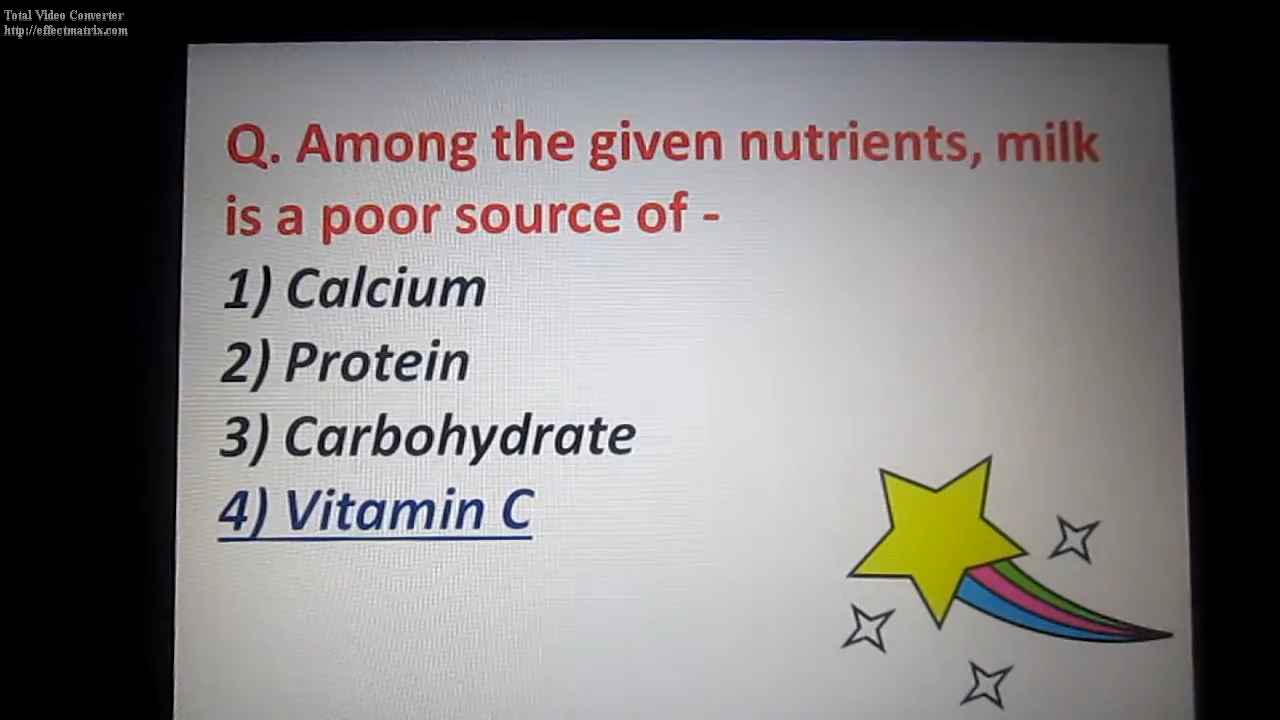 Total Video Converter
http://effectmatrix.com
Q. Among the given nutrients, milk
is a poor source of -
1) Calcium
2) Protein
3) Carbohydrate
4) Vitamin C